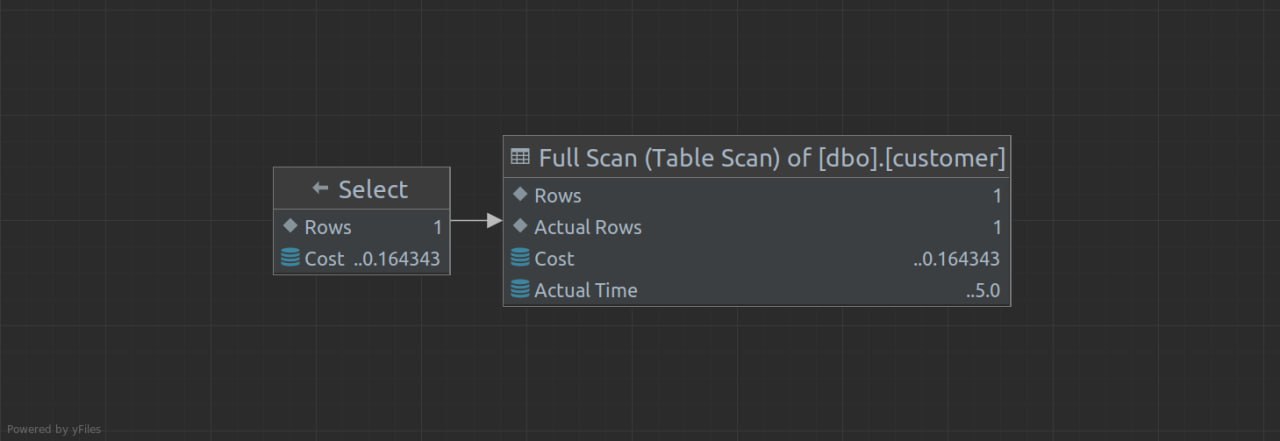 Select
Rows 1
Cost ..0.164343
Full Scan (Table Scan) of [dbo].[customer]
Rows 1
Actual Rows 1
Cost ..0.164343
Actual Time ..5.0
Powered by yFiles